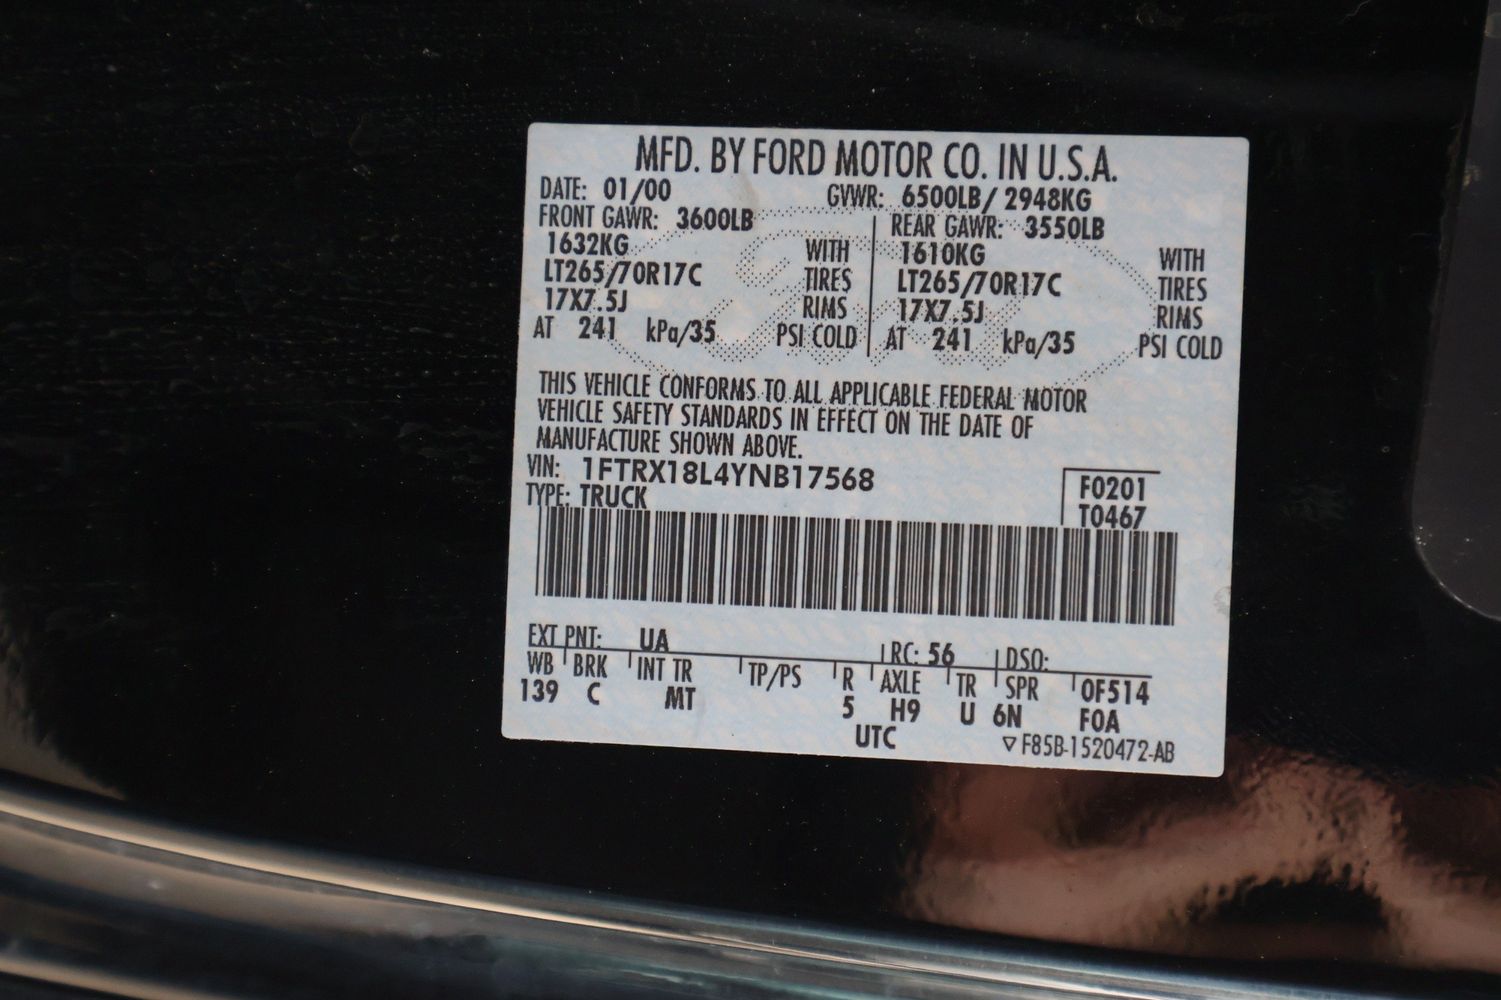 MFD. BY FORD MOTOR CO. IN U.S.A.
DATE: 01/00 GVWR: 6500LB/ 2948KG
FRONT GAWR: 3600LB REAR GAWR: 3550LB
1632KG WITH 1610KG WITH
LT265/70R17C TIRES LT265/70R17C TIRES
17X7.5J RIMS 17X7.5J RIMS
AT 241 kPa/35 PSI COLD AT 241 kPa/35 PSI COLD
THIS VEHICLE CONFORMS TO ALL APPLICABLE FEDERAL MOTOR
VEHICLE SAFETY STANDARDS IN EFFECT ON THE DATE OF
MANUFACTURE SHOWN ABOVE.
VIN: 1FTRX18L4YNB17568 F0201
TYPE: TRUCK T0467
EXT PNT: UA RC: 56 DSO:
WB BRK INT TR TP/PS R AXLE TR SPR 0F514
139 C MT 5 H9 U 6N F0A
UTC ▽ F85B-1520472-AB